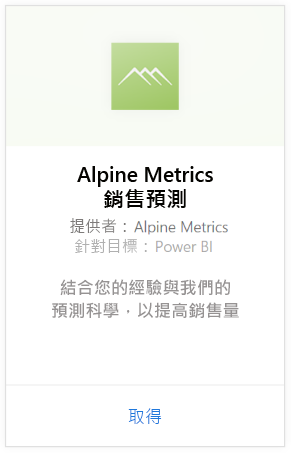 Alpine Metrics
銷售預測
提供者：Alpine Metrics
針對目標：Power BI
結合您的經驗與我們的
預測科學，以提高銷售量
取得